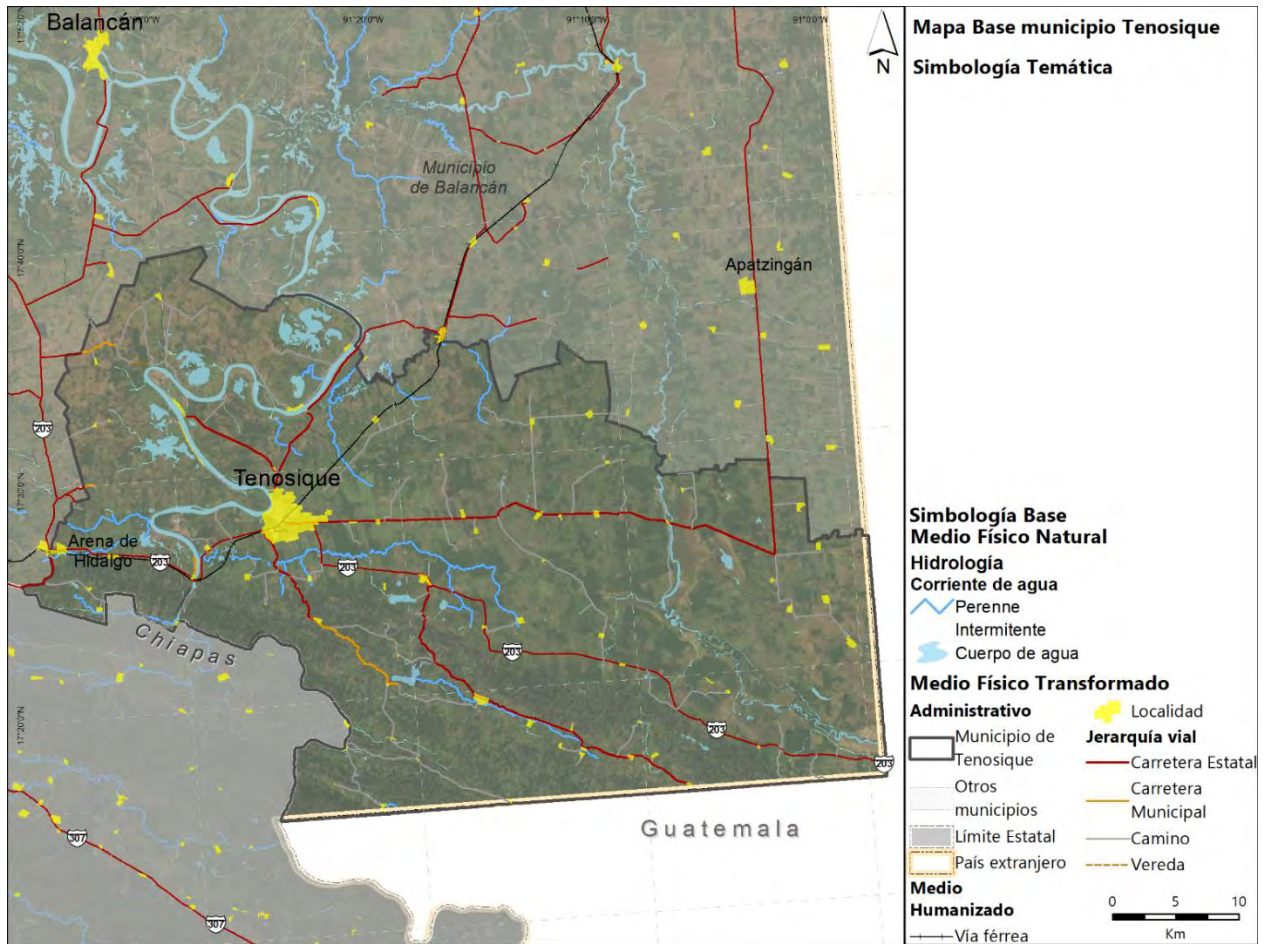 Balancán
91°20'0"W
91°10'0"W
91°0'0"W
N
Municipio
de Balancán
17°40'0"N
Apatzingán
203
Tenosique
17°30'0"N
Arena de
Hidalgo
203
203
Chiapas
203
17°20'0"N
203
203
Guatemala
307
307
Mapa Base municipio Tenosique
Simbología Temática
Simbología Base
Medio Físico Natural
Hidrología
Corriente de agua
Perenne
Intermitente
Cuerpo de agua
Medio Físico Transformado
Administrativo
Municipio de
Tenosique
Otros
municipios
Límite Estatal
País extranjero
Medio
Humanizado
Vía férrea
Localidad
Jerarquía vial
Carretera Estatal
Carretera
Municipal
Camino
Vereda
0 5 10
Km